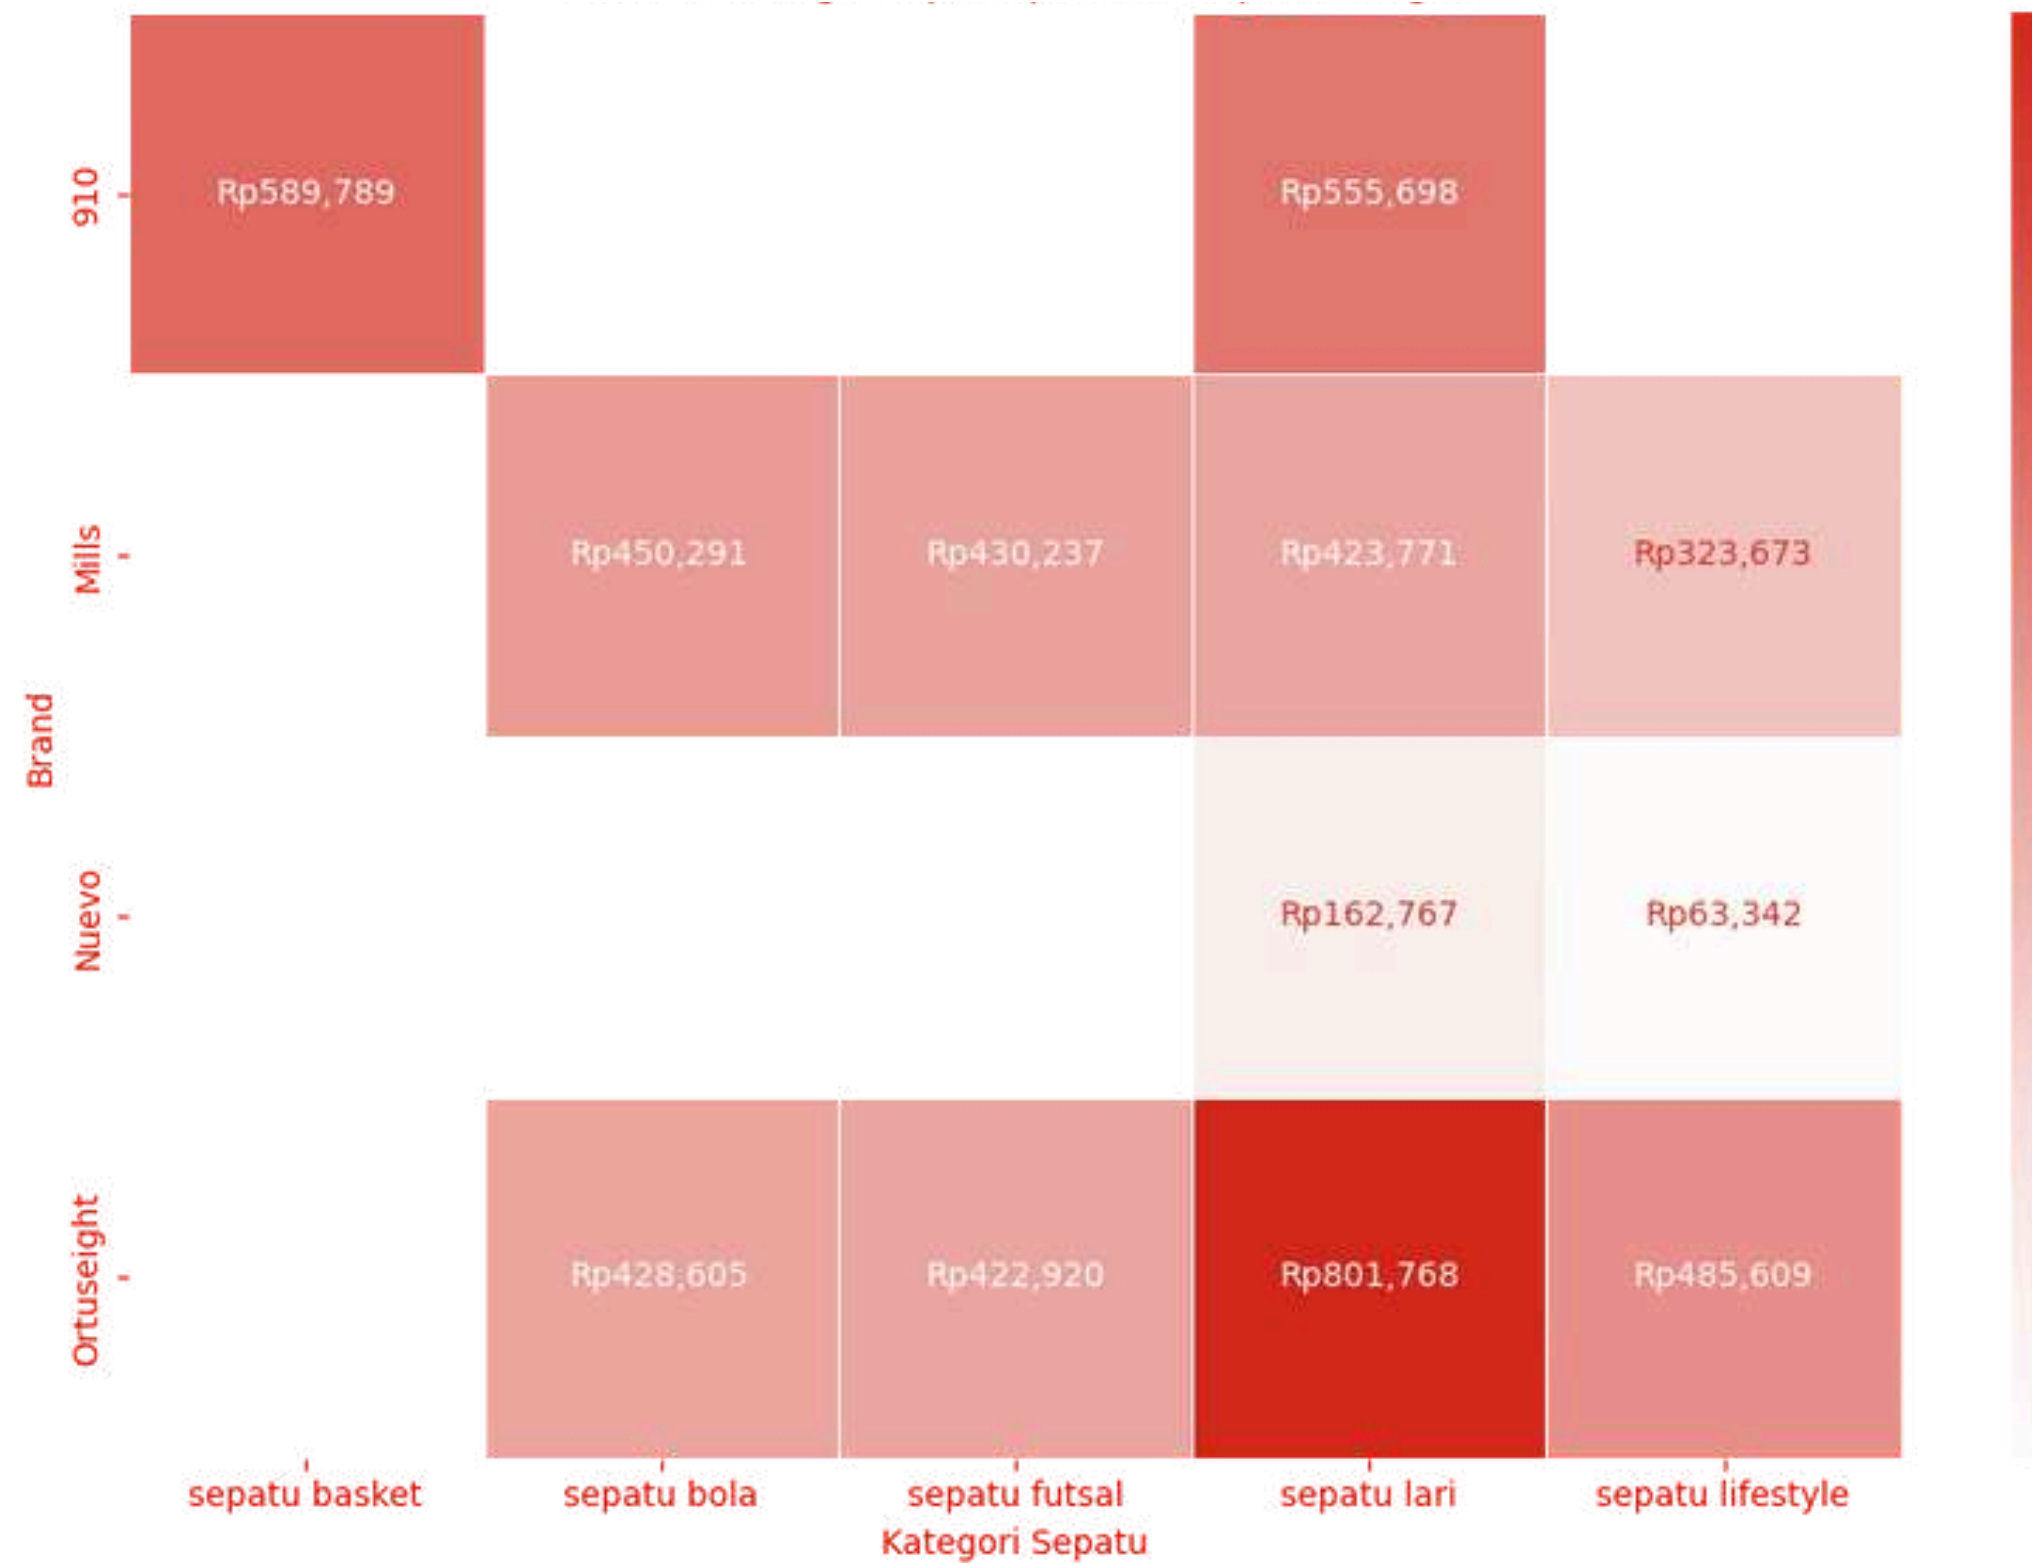 910
Rp589,789
Rp555,698
Mills
Rp450,291
Rp430,237
Rp423,771
Rp323,673
Brand
Nuevo
Rp162,767
Rp63,342
Ortuseight
Rp428,605
Rp422,920
Rp801,768
Rp485,609
sepatu basket
sepatu bola
sepatu futsal
sepatu lari
sepatu lifestyle
Kategori Sepatu